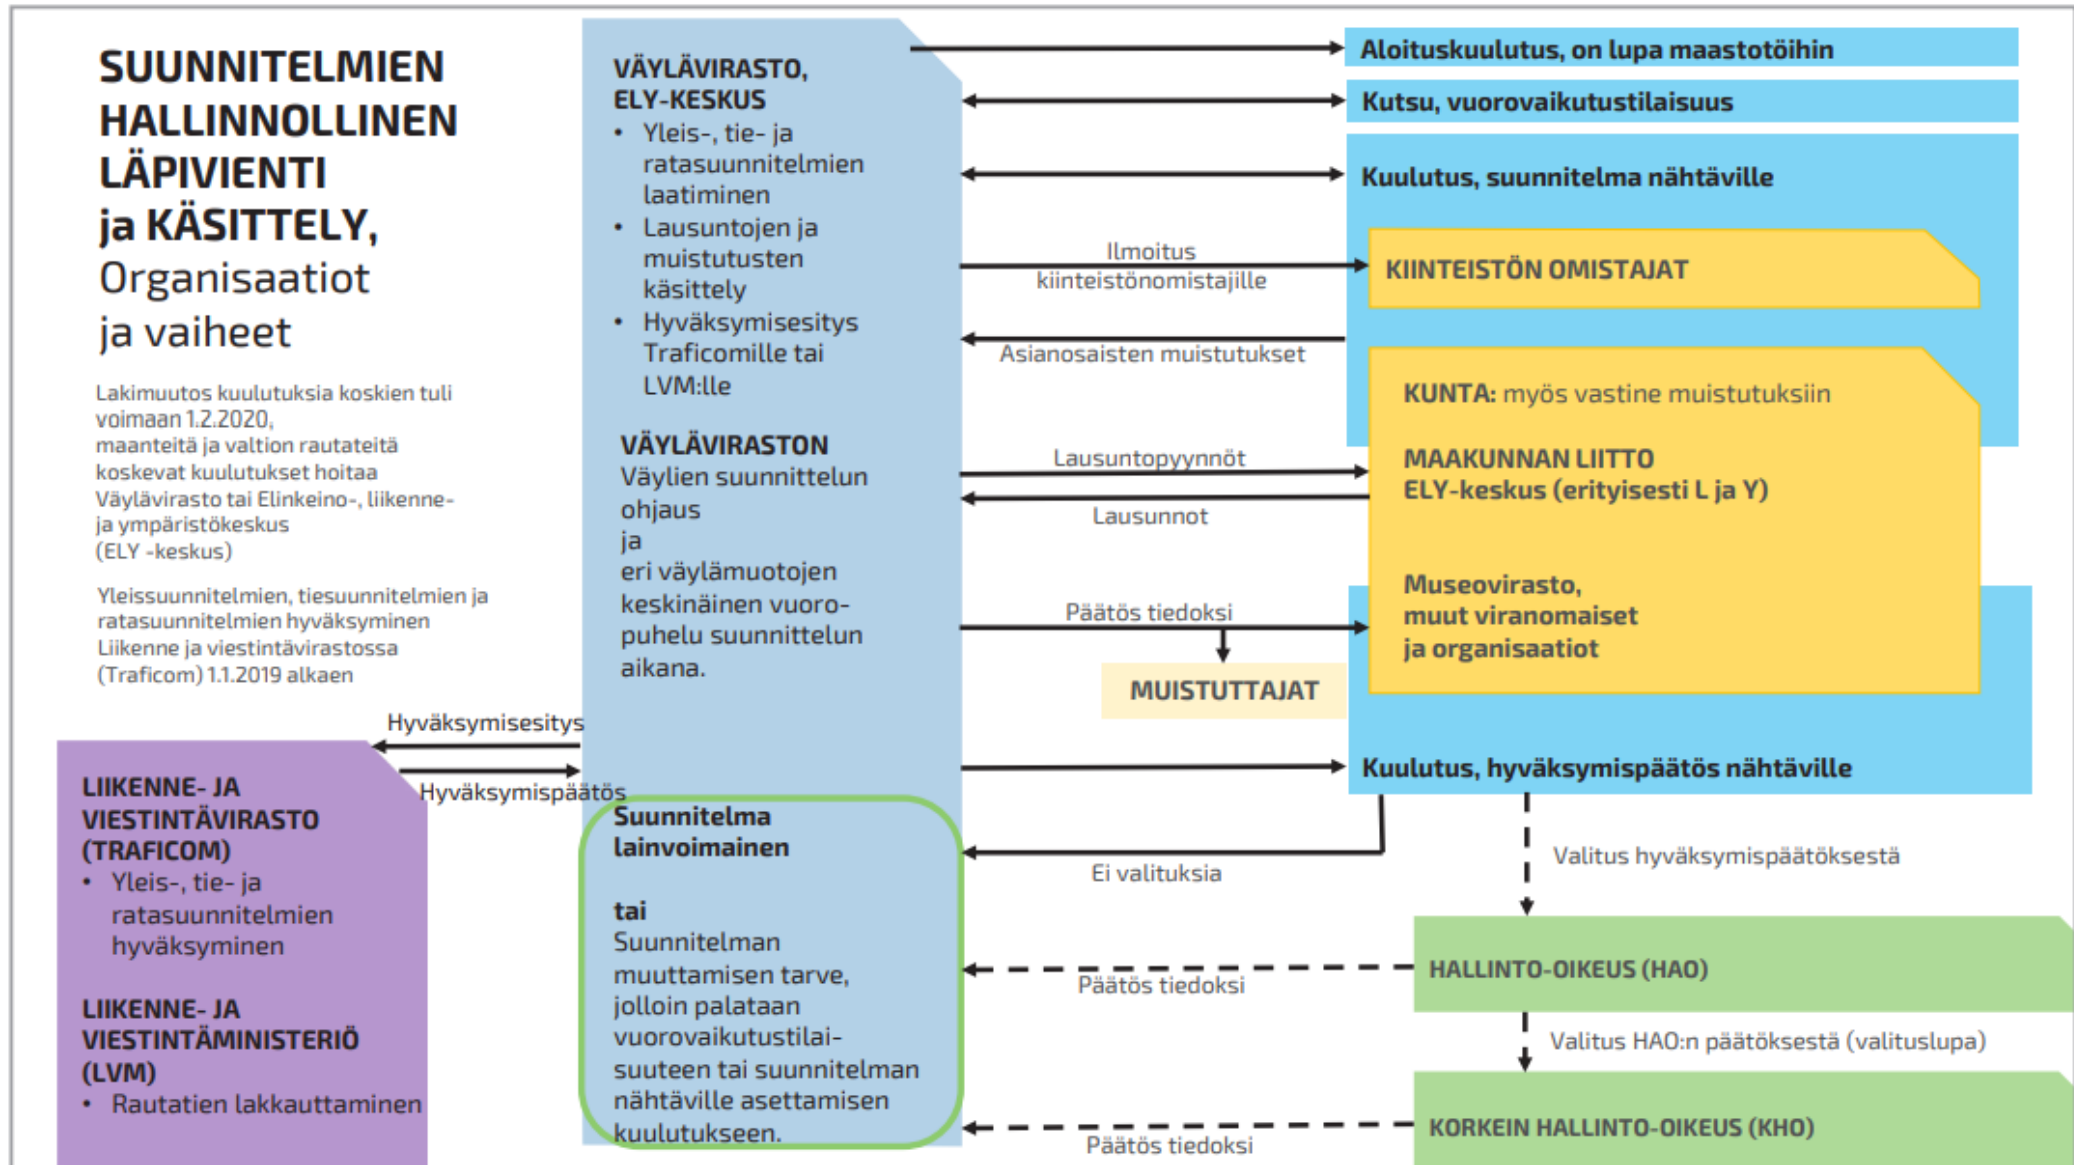 SUUNNITELMIEN
HALLINNOLLINEN
LÄPIVIENTI
ja KÄSITTELY,
Organisaatiot
ja vaiheet
Lakimuutos kuulutuksia koskien tuli
voimaan 1.2.2020,
maanteitä ja valtion rautateitä
koskevat kuulutukset hoitaa
Väylävirasto tai Elinkeino-, liikenne-
ja ympäristökeskus
(ELY -keskus)
Yleissuunnitelmien, tiesuunnitelmien ja
ratasuunnitelmien hyväksyminen
Liikenne ja viestintävirastossa
(Traficom) 1.1.2019 alkaen
Hyväksymisesitys
Hyväksymispäätös
LIIKENNE- JA
VIESTINTÄVIRASTO
(TRAFICOM)
• Yleis-, tie- ja
ratasuunnitelmien
hyväksyminen
LIIKENNE- JA
VIESTINTÄMINISTERIÖ
(LVM)
• Rautatien lakkauttaminen
VÄYLÄVIRASTO,
ELY-KESKUS
• Yleis-, tie- ja
ratasuunnitelmien
laatiminen
• Lausuntojen ja
muistutusten
käsittely
• Hyväksymisesitys
Traficomille tai
LVM:lle
VÄYLÄVIRASTON
Väylien suunnittelun
ohjaus
ja
eri väylämuotojen
keskinäinen vuoro-
puhelu suunnittelun
aikana.
Suunnitelma
lainvoimainen
tai
Suunnitelman
muuttamisen tarve,
jolloin palataan
vuorovaikutustilai-
suuteen tai suunnitelman
nähtäville asettamisen
kuulutukseen.
Aloituskuulutus, on lupa maastotöihin
Kutsu, vuorovaikutustilaisuus
Kuulutus, suunnitelma nähtäville
Ilmoitus
kiinteistönomistajille
KIINTEISTÖN OMISTAJAT
Asianosaisten muistutukset
KUNTA: myös vastine muistutuksiin
MAAKUNNAN LIITTO
ELY-keskus (erityisesti L ja Y)
Museovirasto,
muut viranomaiset
ja organisaatiot
Lausuntopyynnöt
Lausunnot
Päätös tiedoksi
MUISTUTTAJAT
Kuulutus, hyväksymispäätös nähtäville
Ei valituksia
Valitus hyväksymispäätöksestä
HALLINTO-OIKEUS (HAO)
Päätös tiedoksi
Valitus HAO:n päätöksestä (valituslupa)
KORKEIN HALLINTO-OIKEUS (KHO)
Päätös tiedoksi